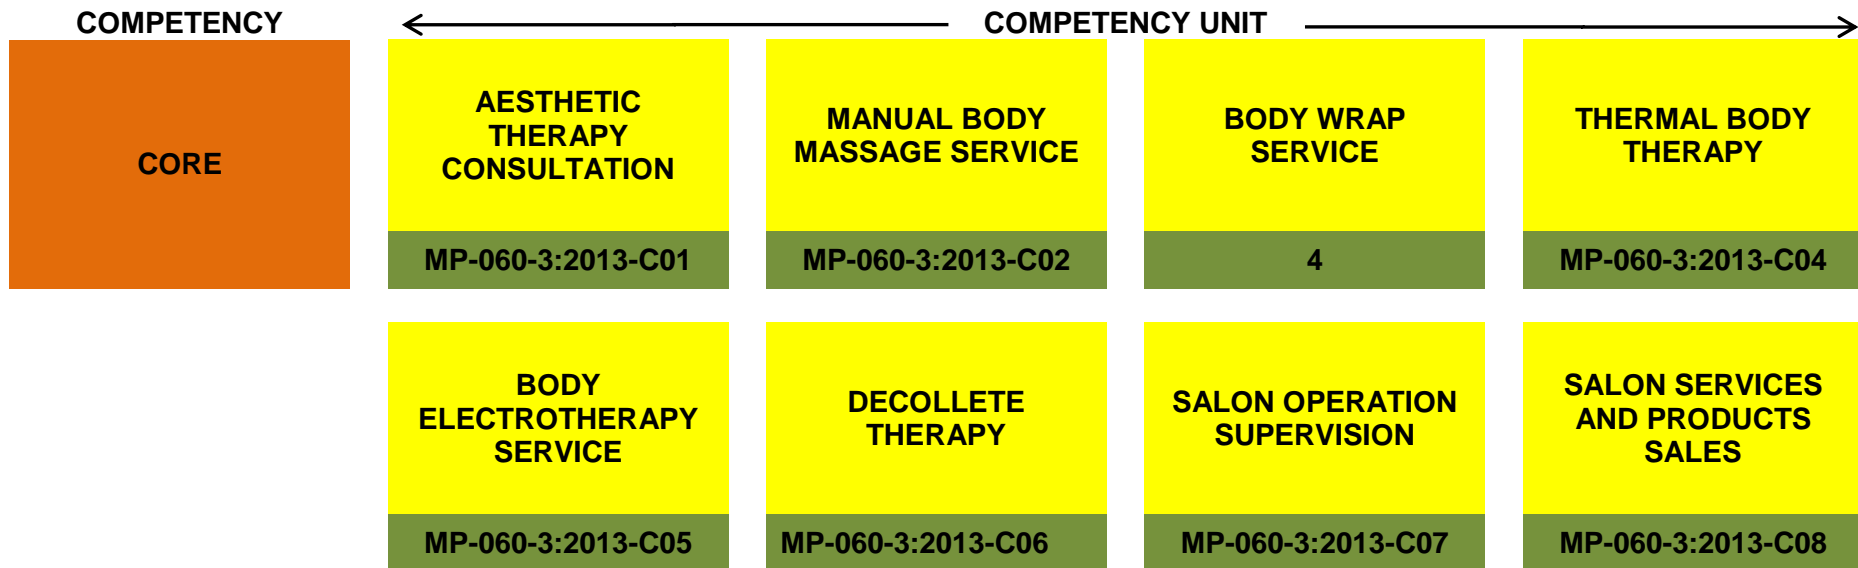 COMPETENCY
COMPETENCY UNIT
CORE
AESTHETIC
THERAPY
CONSULTATION
MP-060-3:2013-C01
MANUAL BODY
MASSAGE SERVICE
MP-060-3:2013-C02
BODY WRAP
SERVICE
4
THERMAL BODY
THERAPY
MP-060-3:2013-C04
BODY
ELECTROTHERAPY
SERVICE
MP-060-3:2013-C05
DECOLLETE
THERAPY
MP-060-3:2013-C06
SALON OPERATION
SUPERVISION
MP-060-3:2013-C07
SALON SERVICES
AND PRODUCTS
SALES
MP-060-3:2013-C08